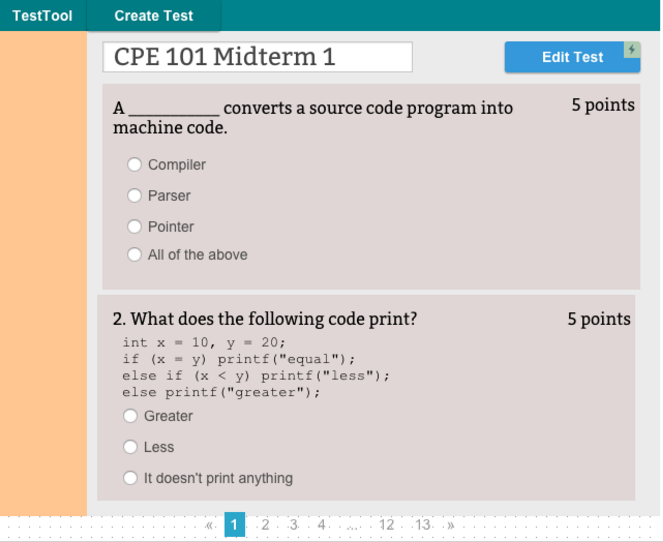 TestTool Create Test
CPE 101 Midterm 1
Edit Test
A __________ converts a source code program into
machine code.
5 points
Compiler
Parser
Pointer
All of the above
2. What does the following code print?
5 points
int x = 10, y = 20;
if (x = y) printf("equal");
else if (x < y) printf("less");
else printf("greater");
Greater
Less
It doesn't print anything
« 1 2 3 4 ... 12 13 »